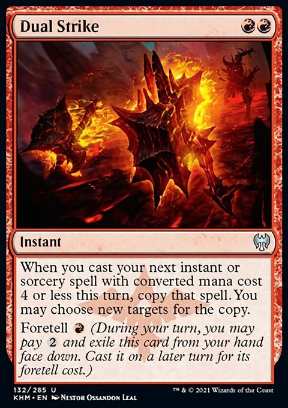 Dual Strike
Instant
When you cast your next instant or
sorcery spell with converted mana cost
4 or less this turn, copy that spell. You
may choose new targets for the copy.
Foretell (During your turn, you may
pay 2 and exile this card from your hand
face down. Cast it on a later turn for its
foretell cost.)
132/285 U
KHM • EN Nestor Ossandon Leal
™ & © 2021 Wizards of the Coast